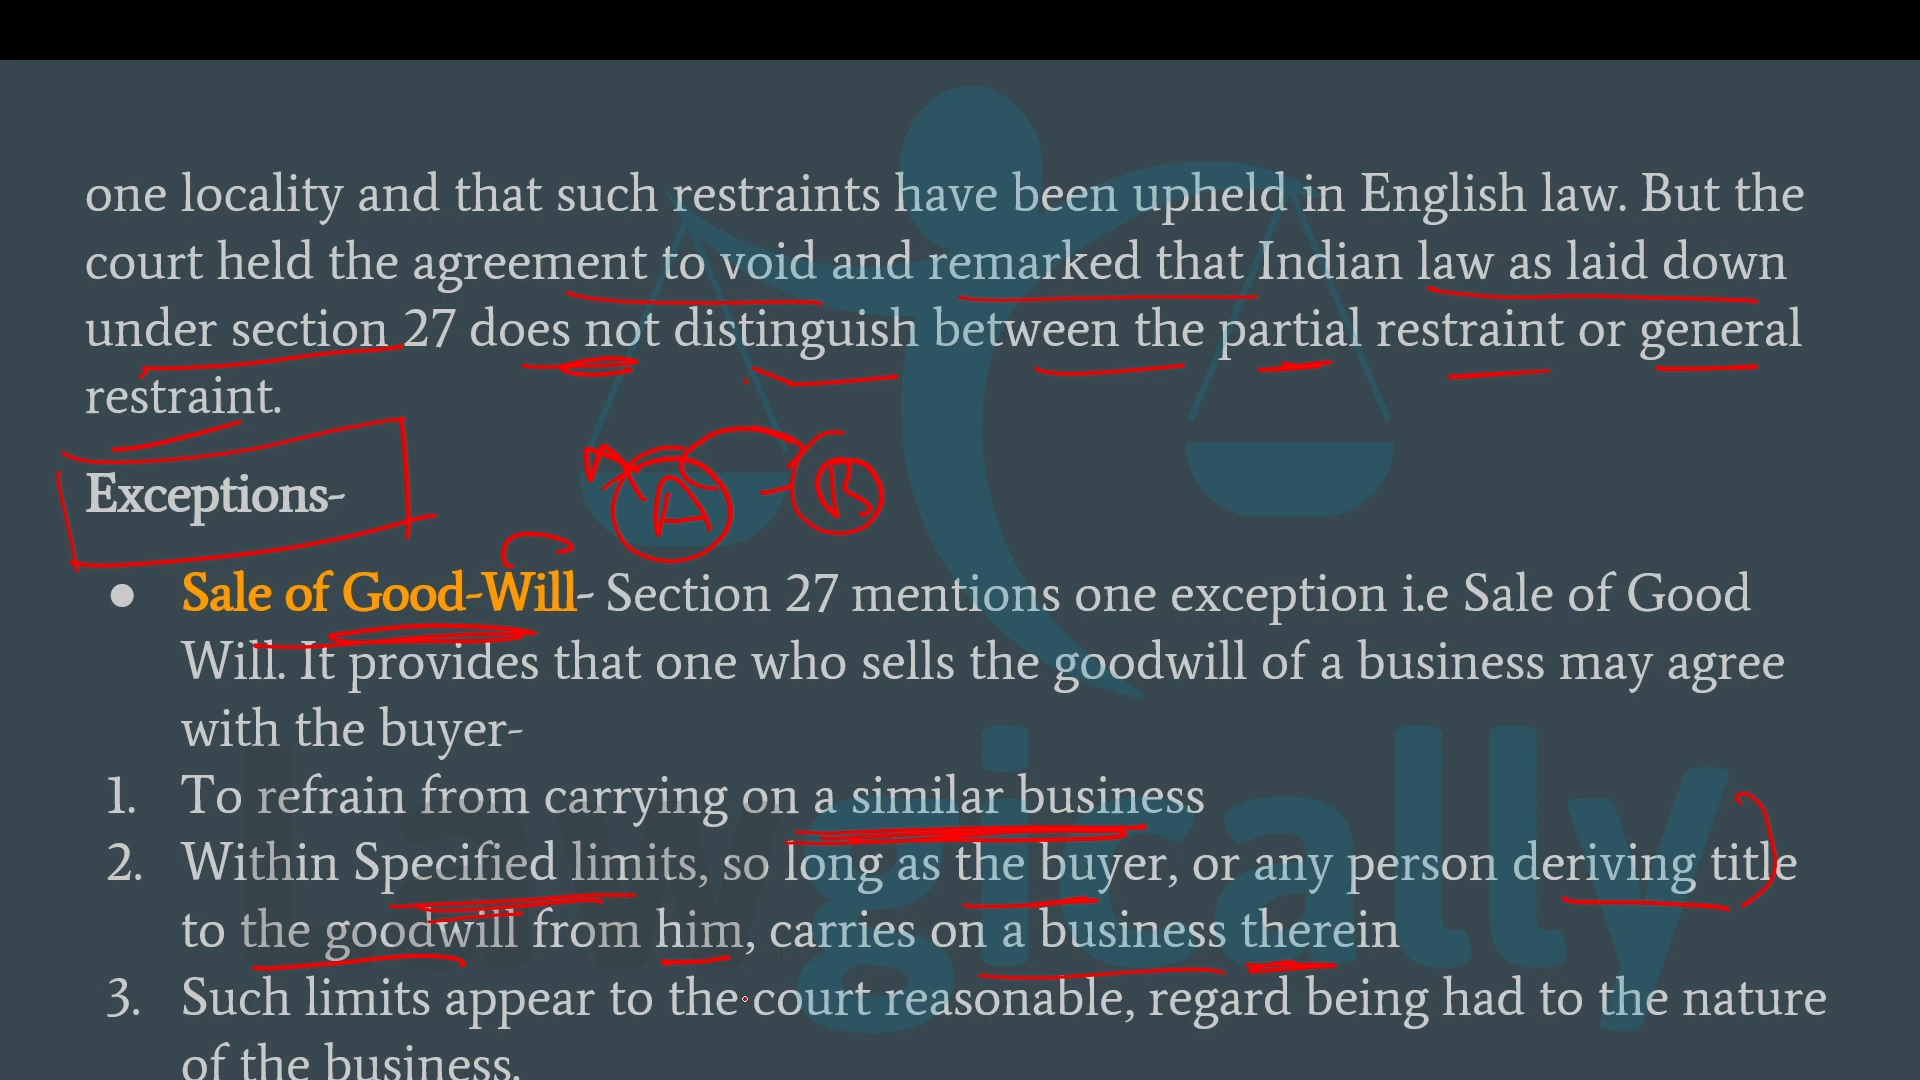 one locality and that such restraints have been upheld in English law. But the
court held the agreement to void and remarked that Indian law as laid down
under section 27 does not distinguish between the partial restraint or general
restraint.
A B
Exceptions-
● Sale of Good-Will- Section 27 mentions one exception i.e Sale of Good
Will. It provides that one who sells the goodwill of a business may agree
with the buyer-
1. To refrain from carrying on a similar business
2. Within Specified limits, so long as the buyer, or any person deriving title
to the goodwill from him, carries on a business therein
3. Such limits appear to the court reasonable, regard being had to the nature
of the business.
Lawgically